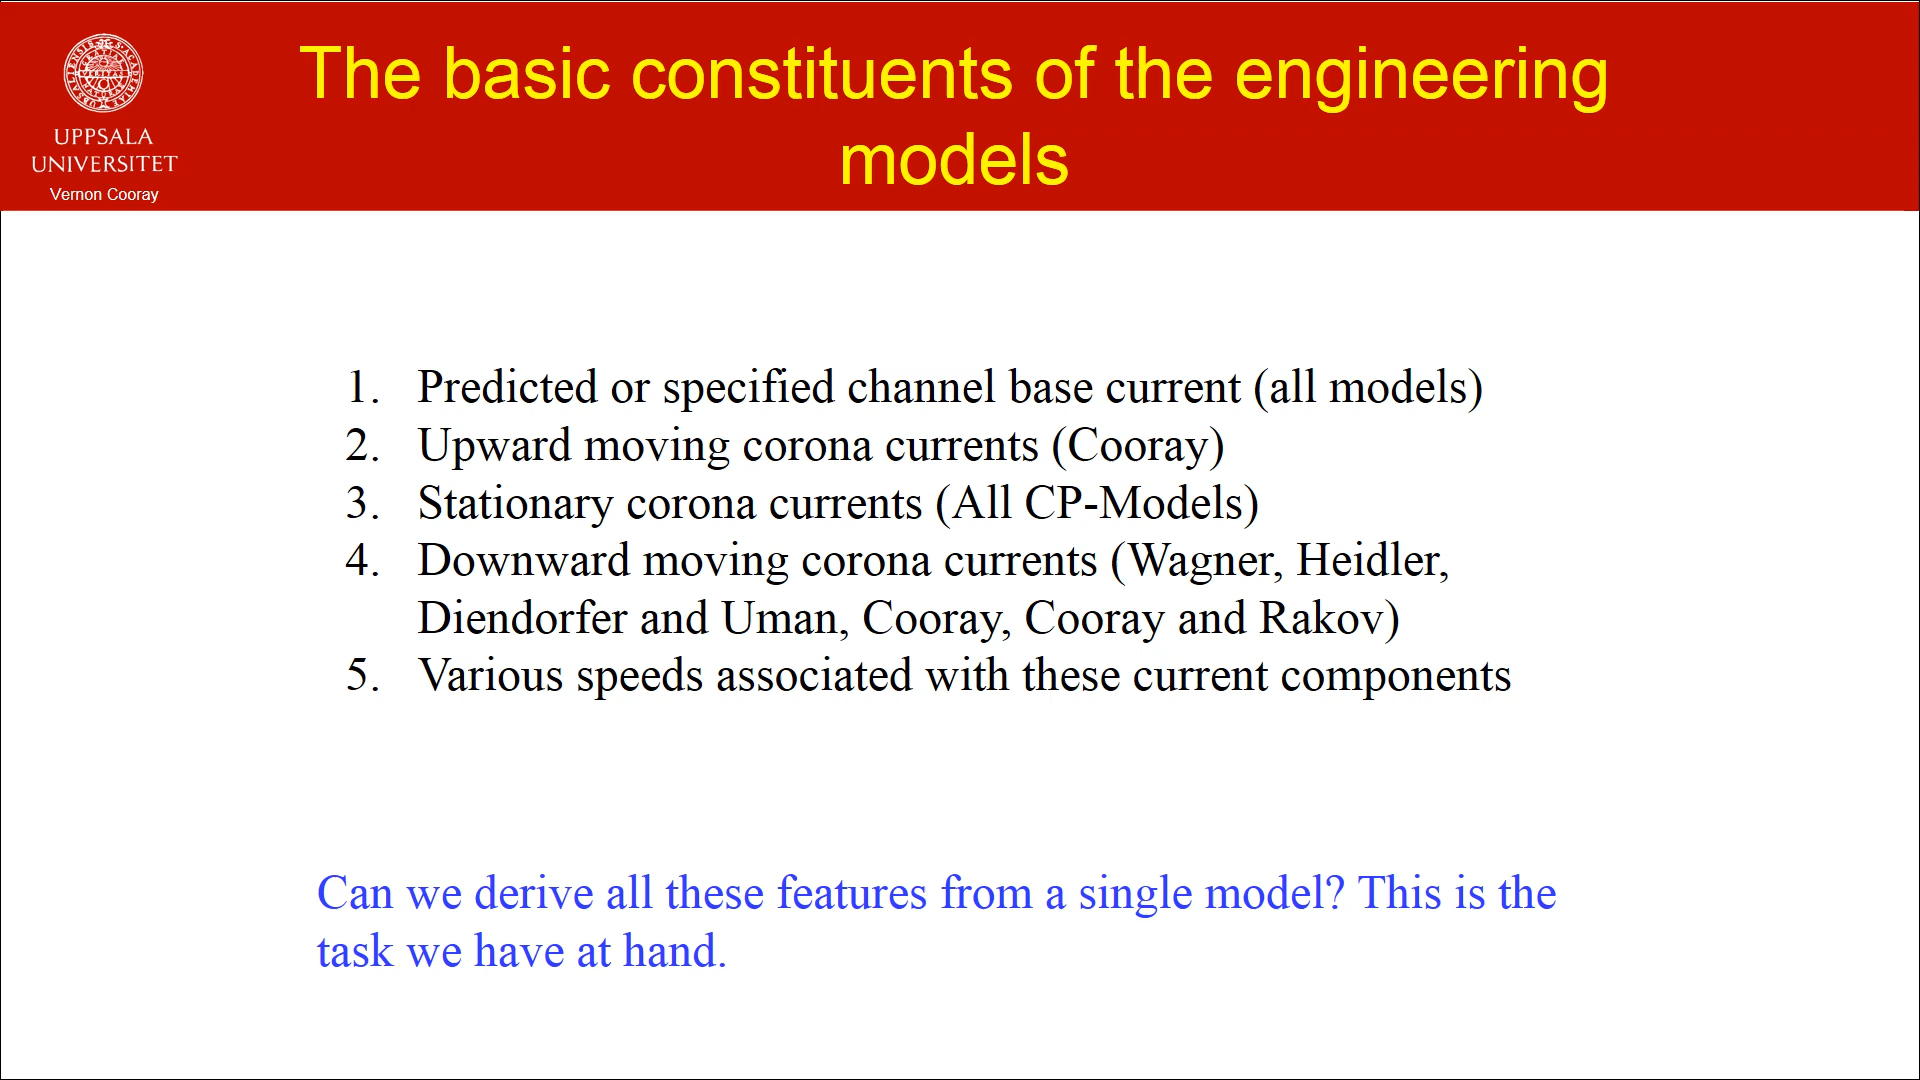 The basic constituents of the engineering
models
UPPSALA
UNIVERSITET
Vernon Cooray
1. Predicted or specified channel base current (all models)
2. Upward moving corona currents (Cooray)
3. Stationary corona currents (All CP-Models)
4. Downward moving corona currents (Wagner, Heidler,
Diendorfer and Uman, Cooray, Cooray and Rakov)
5. Various speeds associated with these current components
Can we derive all these features from a single model? This is the
task we have at hand.